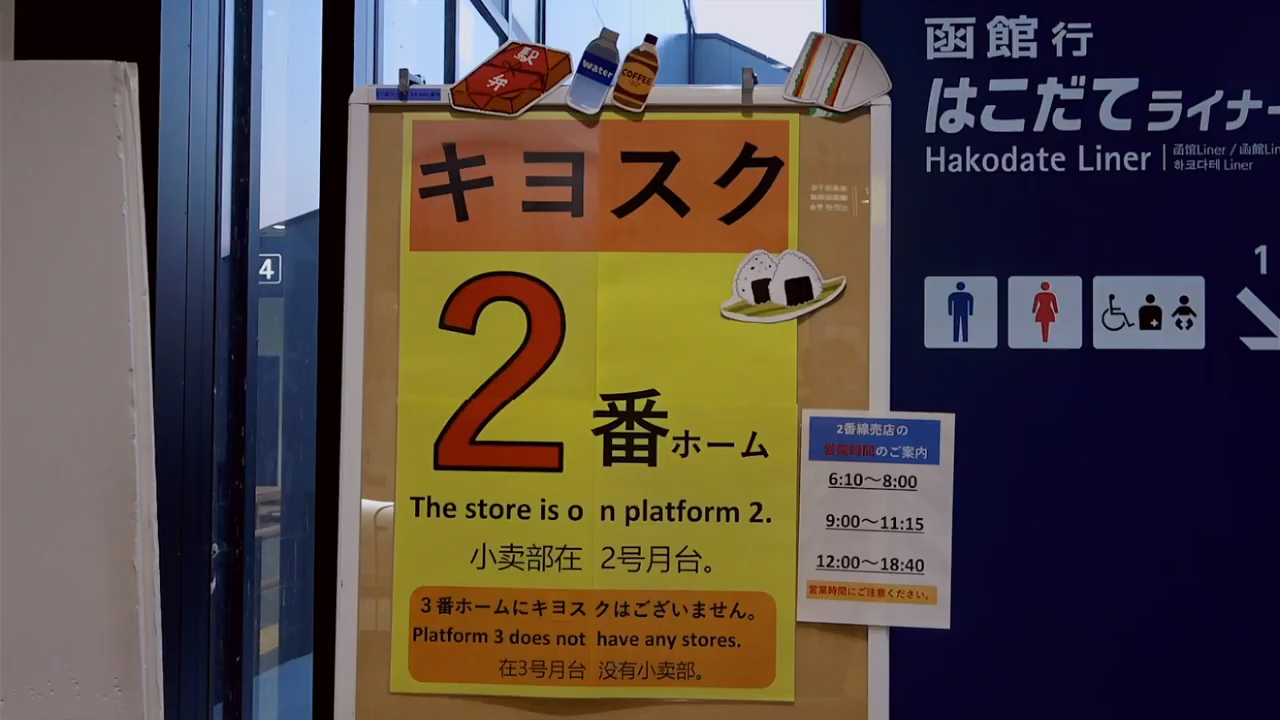 駅弁
water
COFFEE
キヨスク
2番ホーム
The store is on platform 2.
小卖部在 2号月台。
3番ホームにキヨスクはございません。
Platform 3 does not have any stores.
在3号月台 没有小卖部。
4
函館行
はこだてライナー
Hakodate Liner
函馆Liner / 函館Li
하코다테 Liner
1
2番線売店の
営業時間のご案内
6:10～8:00
9:00～11:15
12:00～18:40
営業時間にご注意ください。